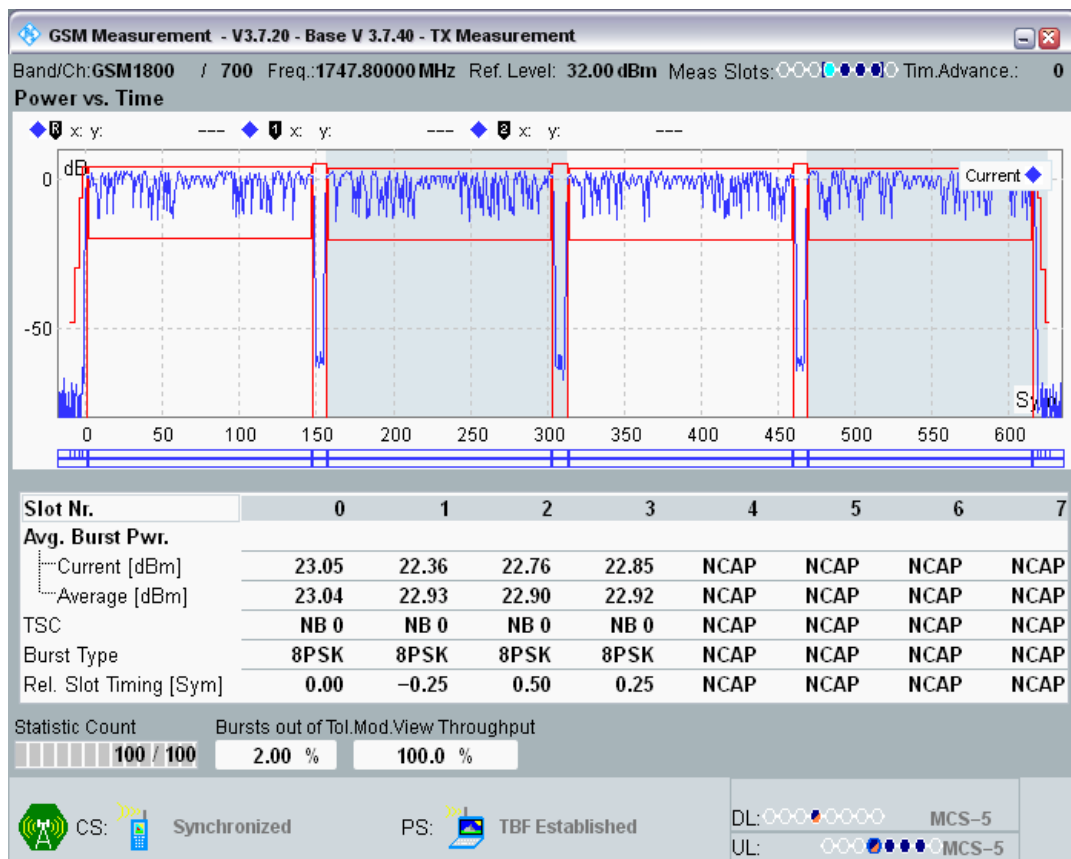 GSM Measurement - V3.7.20 - Base V 3.7.40 - TX Measurement
Band/Ch:GSM1800 / 700 Freq.:1747.80000 MHz Ref. Level: 32.00 dBm Meas Slots: Tim.Advance.: 0
Power vs. Time
R x: y: --- 1 x: y: --- 2 x: y: ---
dB
Current
0
-50
0 50 100 150 200 250 300 350 400 450 500 550 600
Slot Nr. 0 1 2 3 4 5 6 7
Avg. Burst Pwr.
Current [dBm] 23.05 22.36 22.76 22.85 NCAP NCAP NCAP NCAP
Average [dBm] 23.04 22.93 22.90 22.92 NCAP NCAP NCAP NCAP
TSC NB 0 NB 0 NB 0 NB 0 NCAP NCAP NCAP NCAP
Burst Type 8PSK 8PSK 8PSK 8PSK NCAP NCAP NCAP NCAP
Rel. Slot Timing [Sym] 0.00 −0.25 0.50 0.25 NCAP NCAP NCAP NCAP
Statistic Count Bursts out of Tol.Mod.View Throughput
100 / 100 2.00 % 100.0 %
CS: Synchronized PS: TBF Established
DL: MCS−5
UL: MCS−5